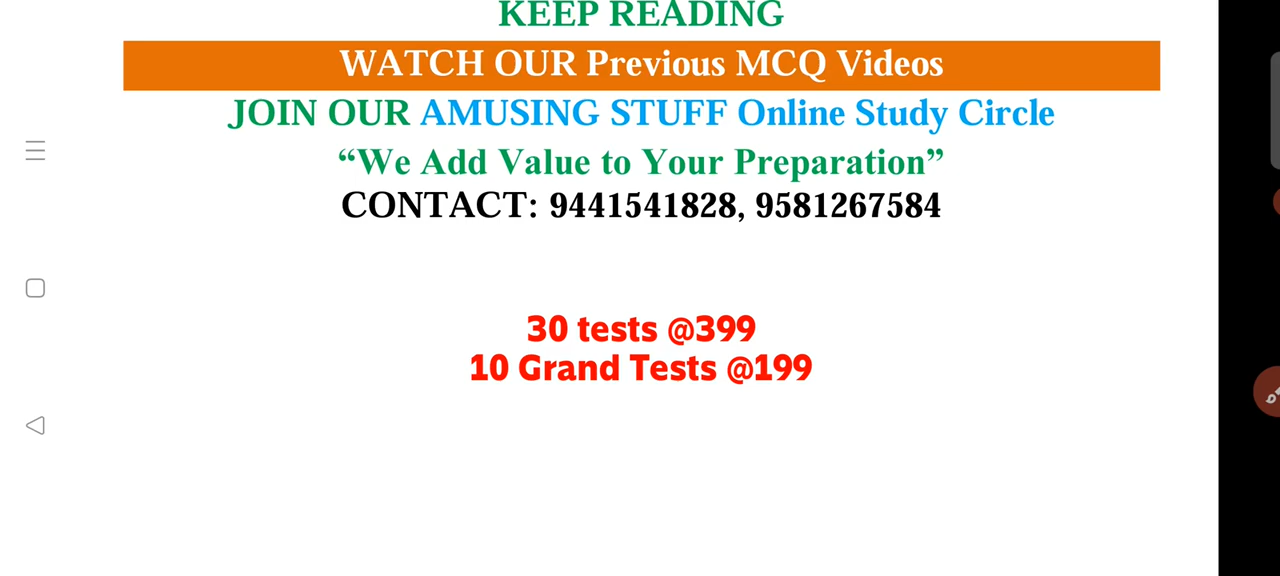 KEEP READING
WATCH OUR Previous MCQ Videos
JOIN OUR AMUSING STUFF Online Study Circle
“We Add Value to Your Preparation”
CONTACT: 9441541828, 9581267584
30 tests @399
10 Grand Tests @199